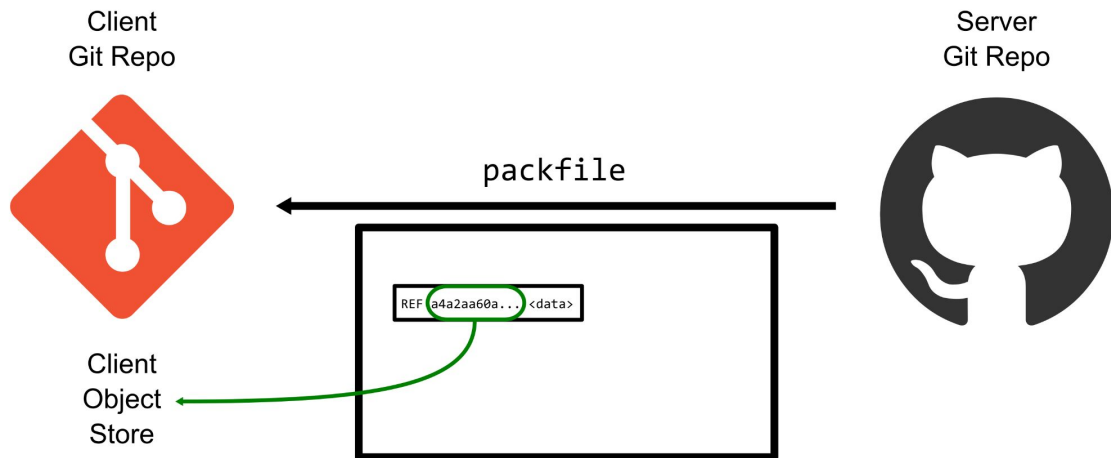 Client
Git Repo
Server
Git Repo
packfile
REF a4a2aa60a... <data>
Client
Object
Store